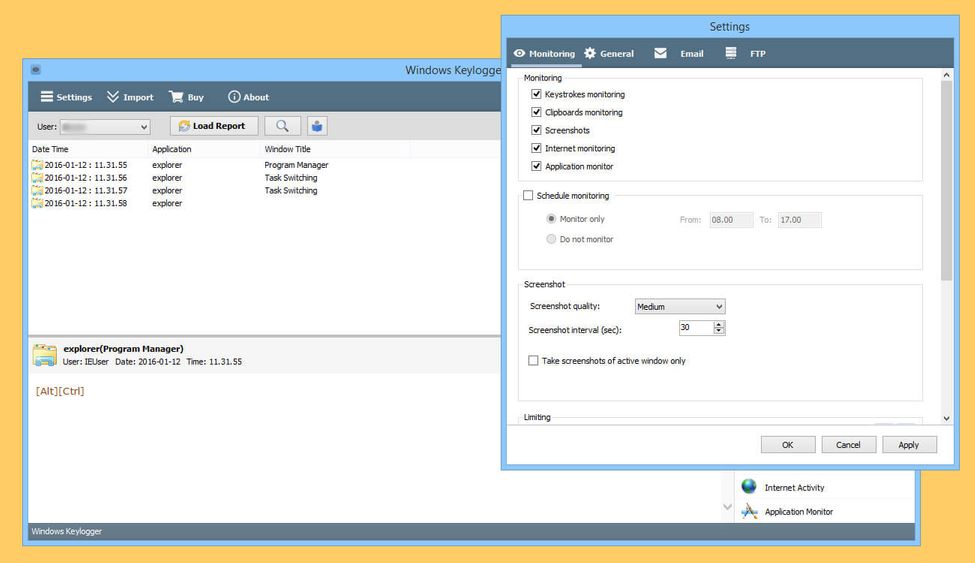 Windows Keylogge
Settings Import Buy About
User: Load Report
Date Time Application Window Title
2016-01-12 : 11.31.55 explorer Program Manager
2016-01-12 : 11.31.56 explorer Task Switching
2016-01-12 : 11.31.57 explorer Task Switching
2016-01-12 : 11.31.58 explorer
explorer(Program Manager)
User: IEUser Date: 2016-01-12 Time: 11.31.55
[Alt][Ctrl]
Internet Activity
Application Monitor
Windows Keylogger
Settings
Monitoring General Email FTP
Monitoring
Keystrokes monitoring
Clipboards monitoring
Screenshots
Internet monitoring
Application monitor
Schedule monitoring
Monitor only From: 08.00 To: 17.00
Do not monitor
Screenshot
Screenshot quality: Medium
Screenshot interval (sec): 30
Take screenshots of active window only
Limiting
OK Cancel Apply